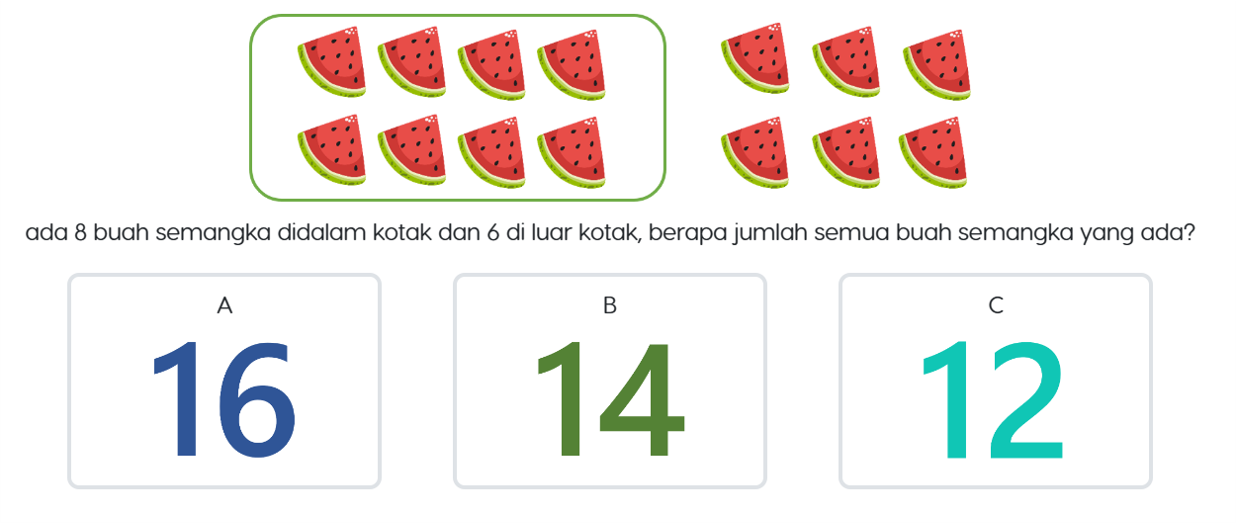 ada 8 buah semangka didalam kotak dan 6 di luar kotak, berapa jumlah semua buah semangka yang ada?
A
16
B
14
C
12